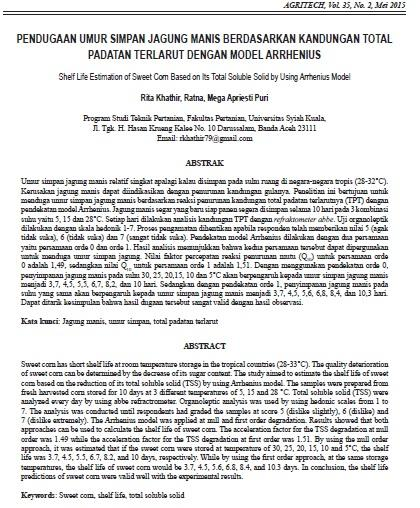 AGRITECH, Vol. 35, No. 2, Mei 2015
PENDUGAAN UMUR SIMPAN JAGUNG MANIS BERDASARKAN KANDUNGAN TOTAL
PADATAN TERLARUT DENGAN MODEL ARRHENIUS
Shelf Life Estimation of Sweet Corn Based on Its Total Soluble Solid by Using Arrhenius Model
Rita Khathir, Ratna, Mega Apriesti Puri
Program Studi Teknik Pertanian, Fakultas Pertanian, Universitas Syiah Kuala,
Jl. Tgk. H. Hasan Krueng Kalee No. 10 Darussalam, Banda Aceh 23111
Email: rkhathir79@gmail.com
ABSTRAK
Umur simpan jagung manis relatif singkat apalagi kalau disimpan pada suhu ruang di negara-negara tropis (28-32°C).
Kerusakan jagung manis dapat diindikasikan dengan penurunan kandungan gulanya. Penelitian ini bertujuan untuk
menduga umur simpan jagung manis berdasarkan reaksi penurunan kandungan total padatan terlarutnya (TPT) dengan
pendekatan model Arrhenius. Jagung manis segar yang baru siap panen segera disimpan selama 10 hari pada 3 kombinasi
suhu yaitu 5, 15 dan 28°C. Setiap hari dilakukan analisis kandungan TPT dengan refraktometer abbe. Uji organoleptik
dilakukan dengan skala hedonik 1-7. Proses pengamatan dihentikan apabila responden telah memberikan nilai 5 (agak
tidak suka), 6 (tidak suka) dan 7 (sangat tidak suka). Pendekatan model Arrhenius dilakukan dengan dua persamaan
yaitu persamaan orde 0 dan orde 1. Hasil analisis menunjukkan bahwa kedua persamaan tersebut dapat dipergunakan
untuk menduga umur simpan jagung. Nilai faktor percepatan reaksi penurunan mutu (Q10) untuk persamaan orde
0 adalah 1,49, sedangkan nilai Q10 untuk persamaan orde 1 adalah 1,51. Dengan menggunakan pendekatan orde 0,
penyimpanan jagung manis pada suhu 30, 25, 20,15, 10 dan 5°C akan berpengaruh kepada umur simpan jagung manis
menjadi 3,7, 4,5, 5,5, 6,7, 8,2, dan 10 hari. Sedangkan dengan pendekatan orde 1, penyimpanan jagung manis pada
suhu yang sama akan berpengaruh kepada umur simpan jagung manis menjadi 3,7, 4,5, 5,6, 6,8, 8,4, dan 10,3 hari.
Dapat ditarik kesimpulan bahwa hasil dugaan tersebut sangat valid dengan hasil observasi.
Kata kunci: Jagung manis, umur simpan, total padatan terlarut
ABSTRACT
Sweet corn has short shelf life at room temperature storage in the tropical countries (28-33°C). The quality deterioration
of sweet corn can be determined by the decrease of its sugar content. The study aimed to estimate the shelf life of sweet
corn based on the reduction of its total soluble solid (TSS) by using Arrhenius model. The samples were prepared from
fresh harvested corn stored for 10 days at 3 different temperatures of 5, 15 and 28 °C. Total soluble solid (TSS) were
analyzed every day by using abbe refractometer. Organoleptic analysis was used by using hedonic scales from 1 to
7. The analysis was conducted until respondents had graded the samples at score 5 (dislike slightly), 6 (dislike) and
7 (dislike extremely). The Arrhenius model was applied at null and first order degradation. Results showed that both
approaches can be used to calculate the shelf life of sweet corn. The acceleration factor for the TSS degradation at null
order was 1.49 while the acceleration factor for the TSS degradation at first order was 1.51. By using the null order
approach, it was estimated that if the sweet corn were stored at temperature of 30, 25, 20, 15, 10 and 5°C, the shelf
life was 3.7, 4.5, 5.5, 6.7, 8.2, and 10 days, respectively. While by using the first order approach, at the same storage
temperatures, the shelf life of sweet corn would be 3.7, 4.5, 5.6, 6.8, 8.4, and 10.3 days. In conclusion, the shelf life
predictions of sweet corn were valid well with the experimental results.
Keywords: Sweet corn, shelf life, total soluble solid